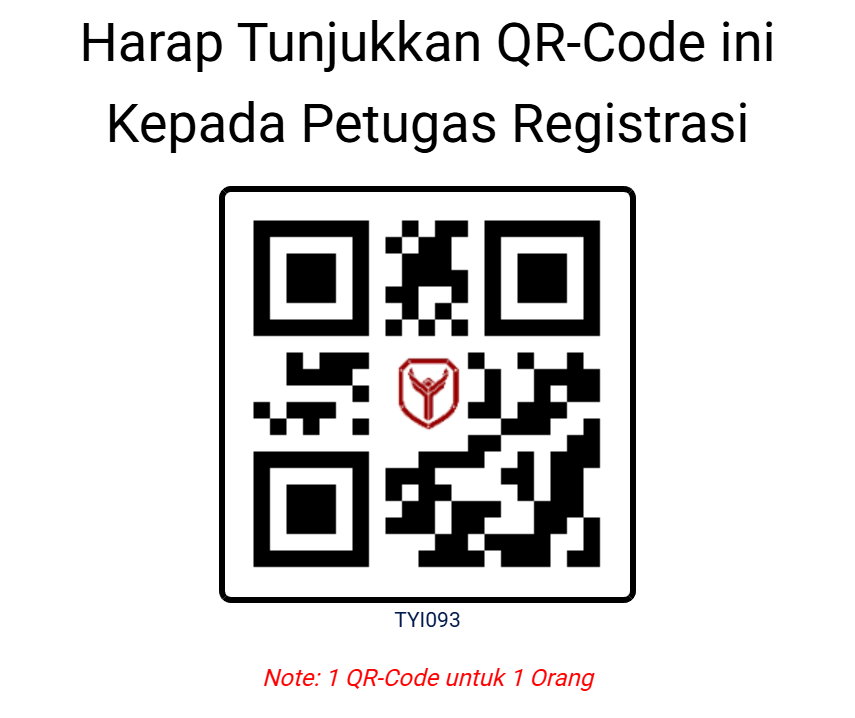 Harap Tunjukkan QR-Code ini
Kepada Petugas Registrasi
TYI093
Note: 1 QR-Code untuk 1 Orang